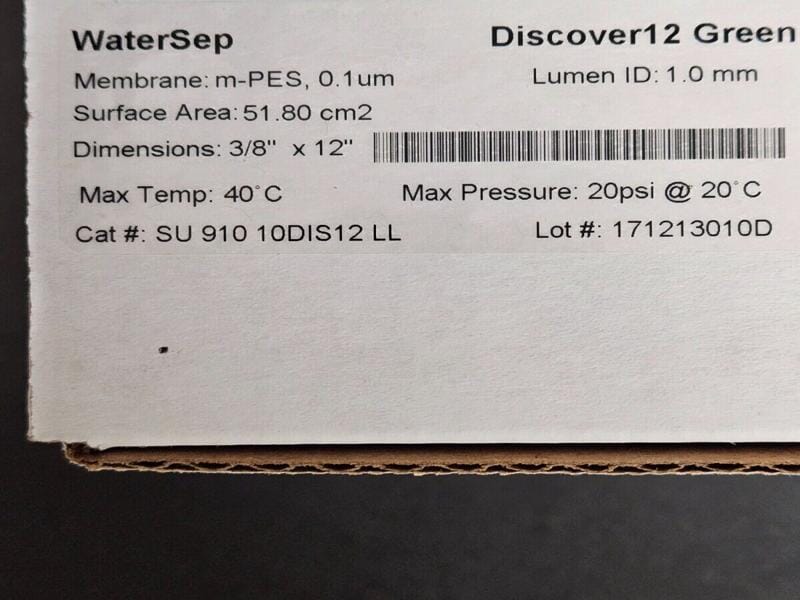 WaterSep Discover12 Green
Membrane: m-PES, 0.1um Lumen ID: 1.0 mm
Surface Area: 51.80 cm2
Dimensions: 3/8" x 12"
Max Temp: 40°C Max Pressure: 20psi @ 20°C
Cat #: SU 910 10DIS12 LL Lot #: 171213010D